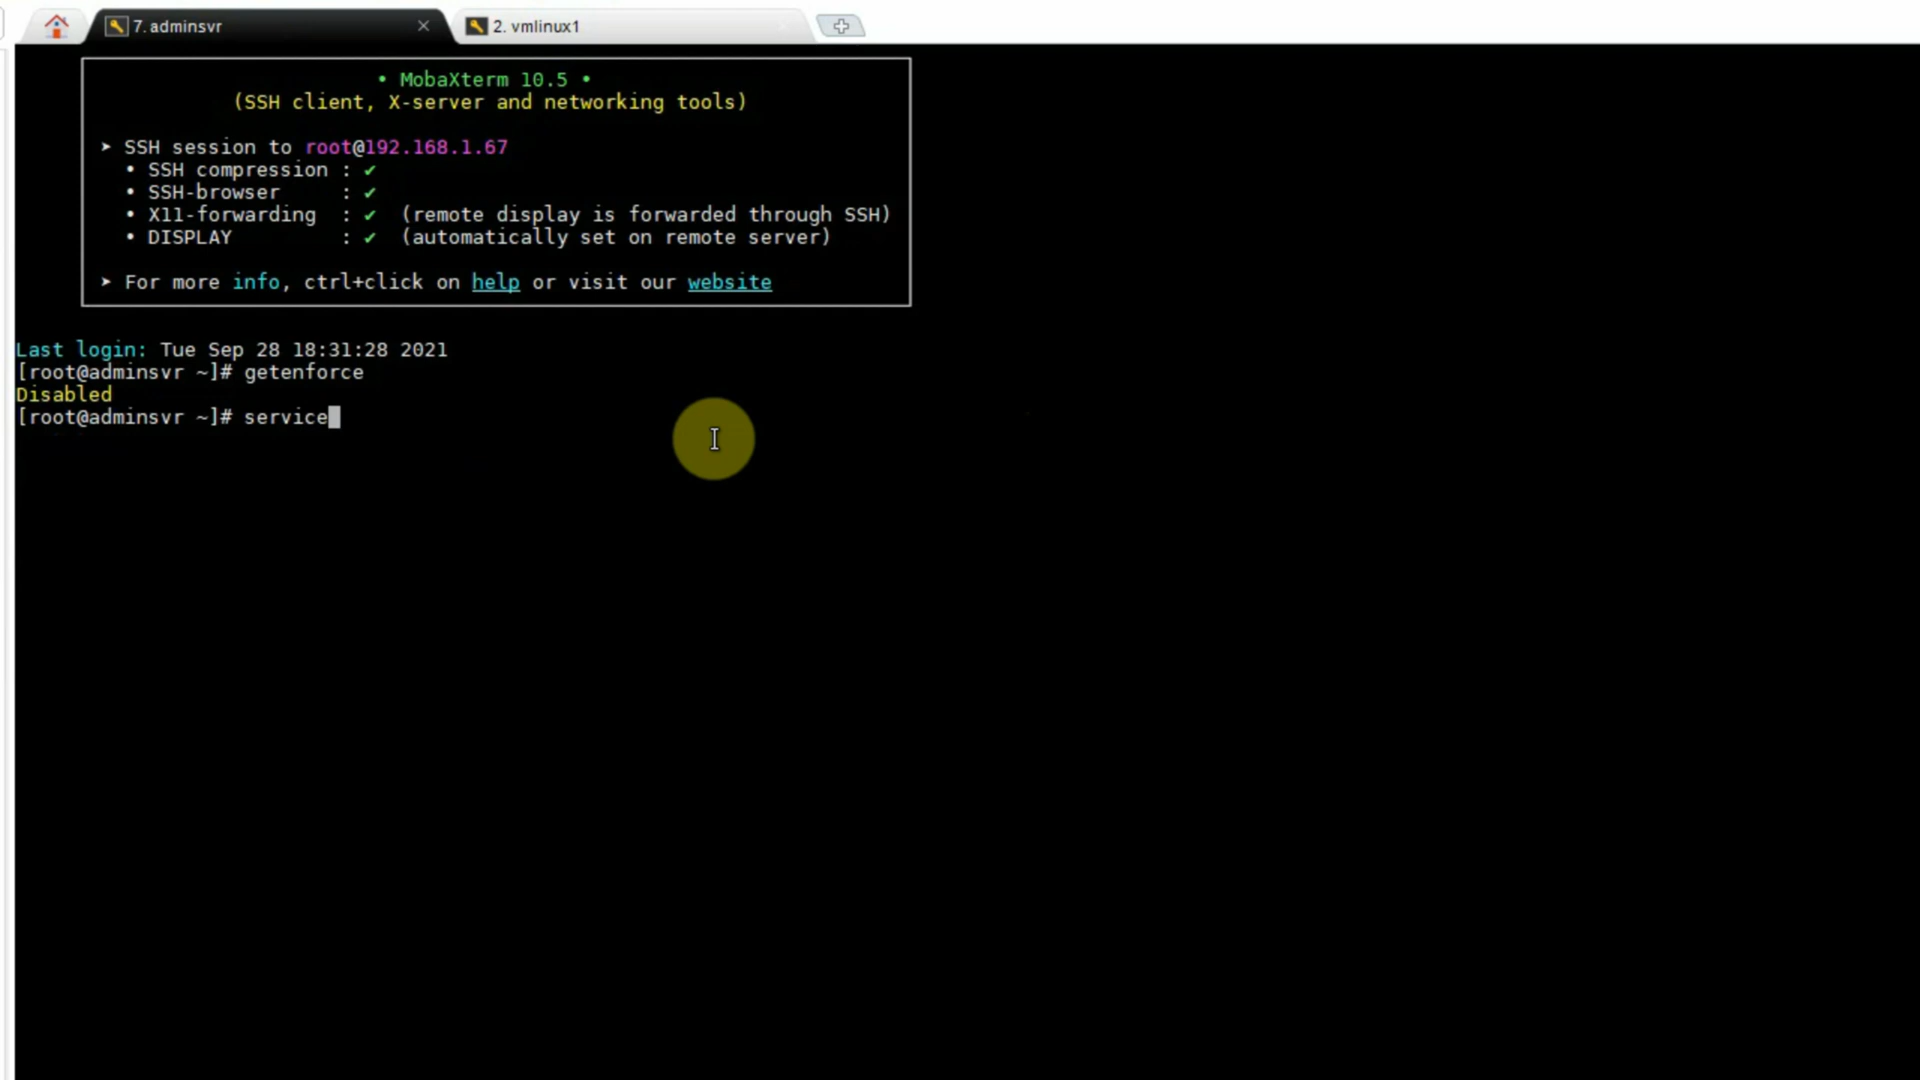 7. adminsvr
2. vmlinux1
• MobaXterm 10.5 •
(SSH client, X-server and networking tools)
➤ SSH session to root@192.168.1.67
• SSH compression : ✔
• SSH-browser     : ✔
• X11-forwarding  : ✔  (remote display is forwarded through SSH)
• DISPLAY         : ✔  (automatically set on remote server)
➤ For more info, ctrl+click on help or visit our website
Last login: Tue Sep 28 18:31:28 2021
[root@adminsvr ~]# getenforce
Disabled
[root@adminsvr ~]# service